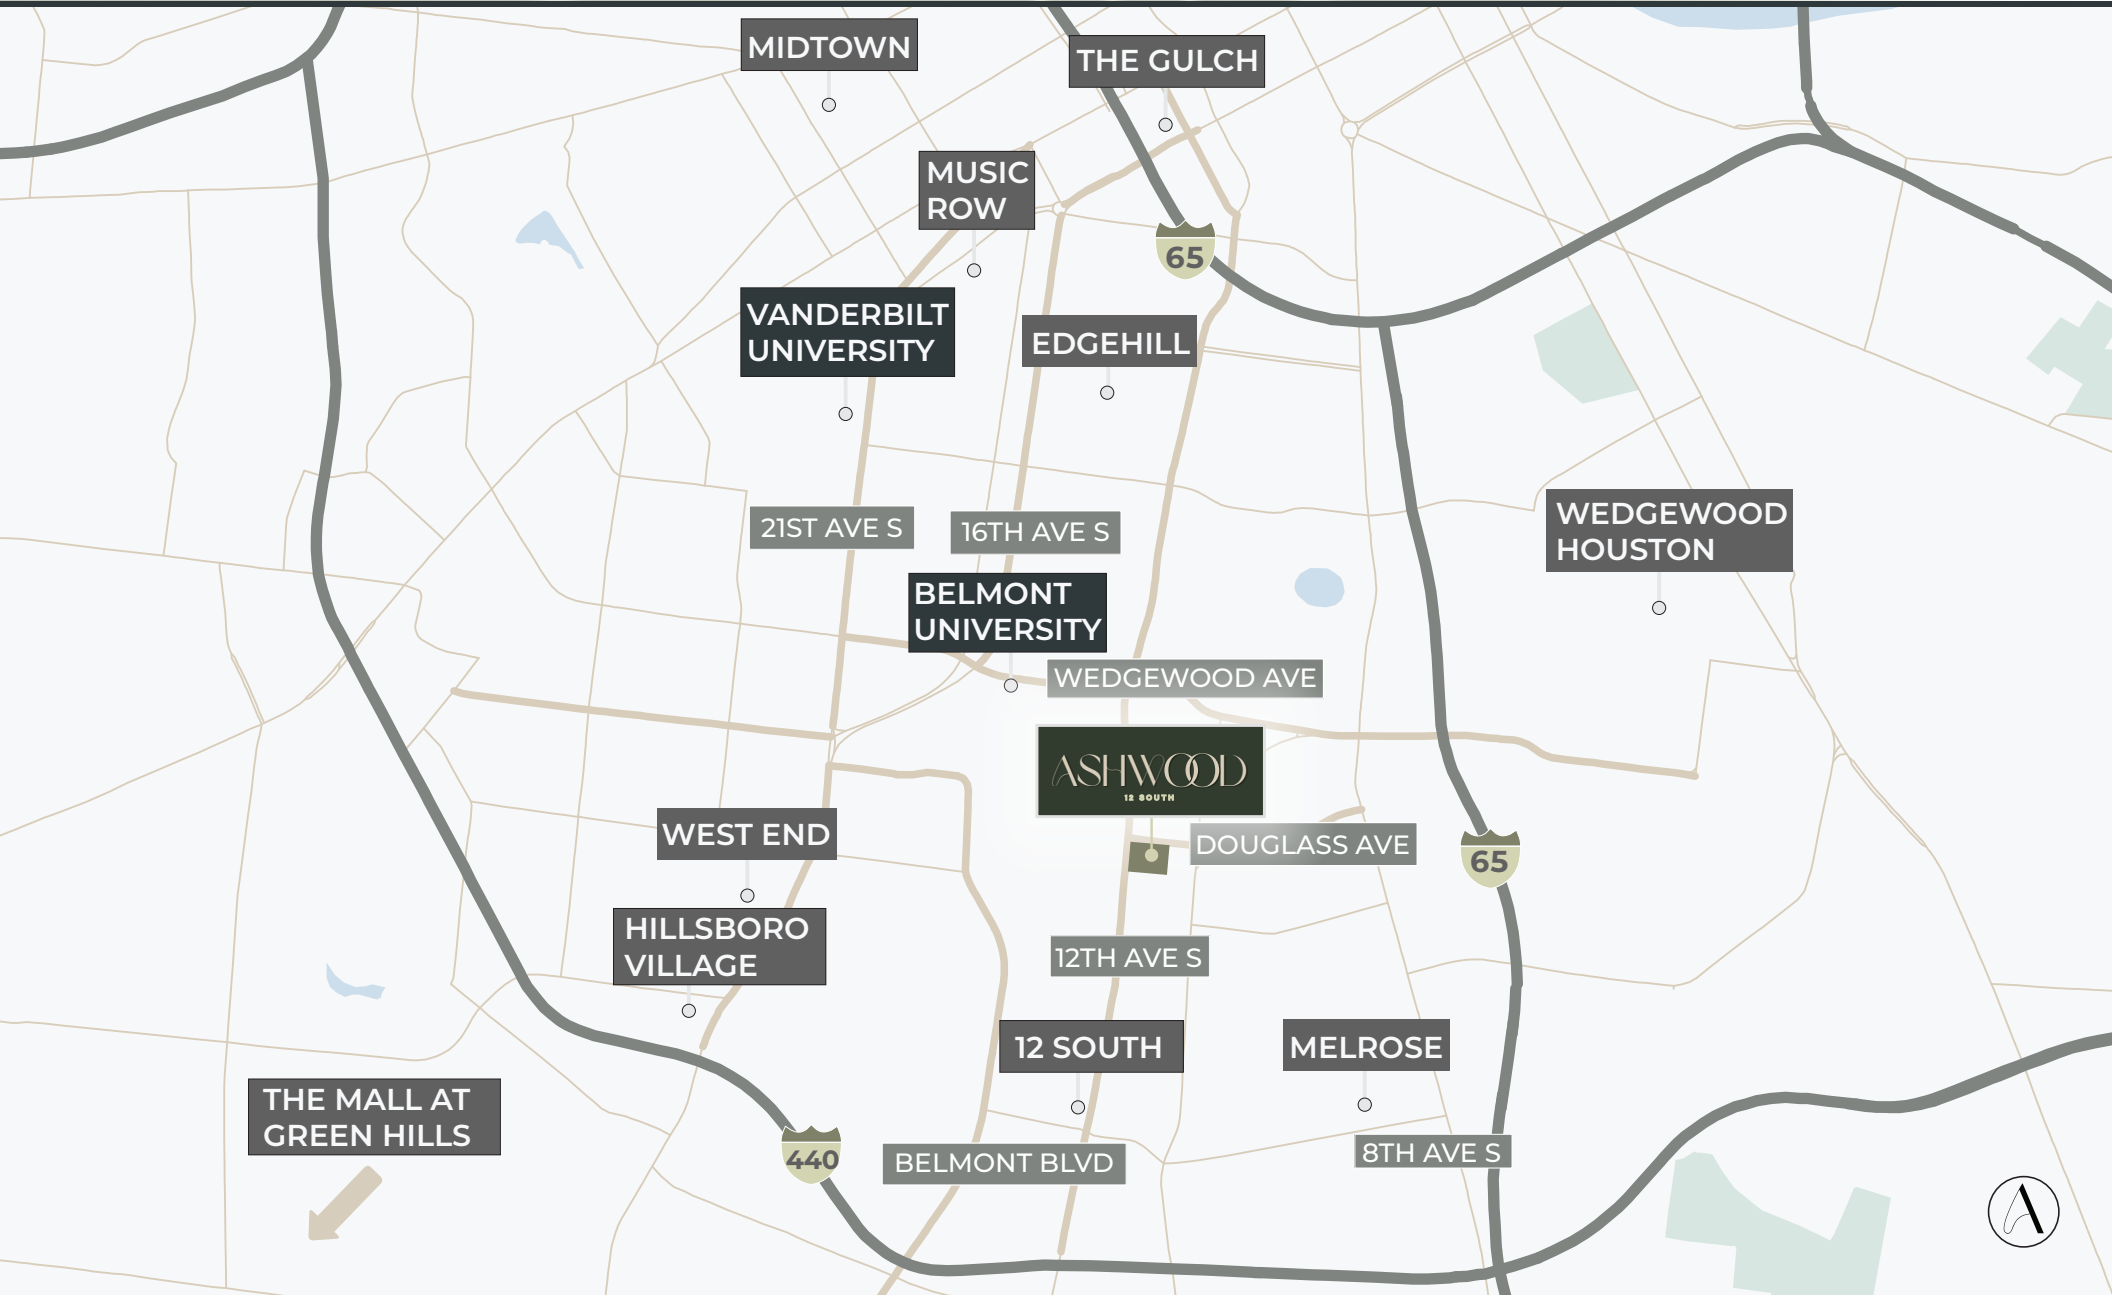 MIDTOWN
THE GULCH
MUSIC
ROW
65
VANDERBILT
UNIVERSITY
EDGEHILL
21ST AVE S
16TH AVE S
WEDGEWOOD
HOUSTON
BELMONT
UNIVERSITY
WEDGEWOOD AVE
ASHWOOD
12 SOUTH
WEST END
DOUGLASS AVE
65
HILLSBORO
VILLAGE
12TH AVE S
12 SOUTH
MELROSE
THE MALL AT
GREEN HILLS
440
BELMONT BLVD
8TH AVE S
A